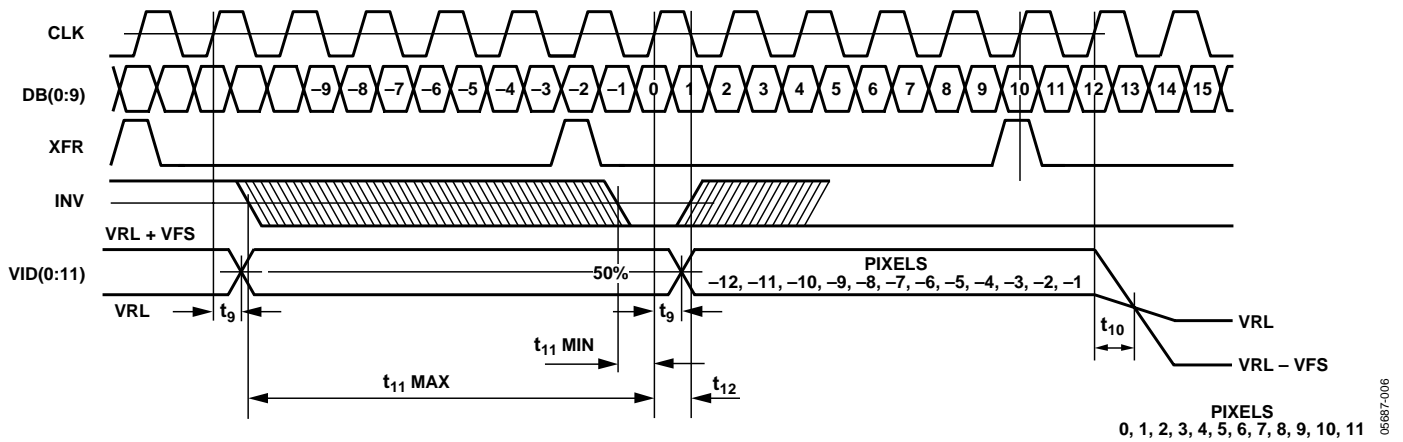 CLK
DB(0:9)
–9 –8 –7 –6 –5 –4 –3 –2 –1 0 1 2 3 4 5 6 7 8 9 10 11 12 13 14 15
XFR
INV
VRL + VFS
VID(0:11)
50%
PIXELS
–12, –11, –10, –9, –8, –7, –6, –5, –4, –3, –2, –1
VRL
t9
t9
t10
VRL
t11 MIN
VRL – VFS
t11 MAX
t12
PIXELS
0, 1, 2, 3, 4, 5, 6, 7, 8, 9, 10, 11
05687-006